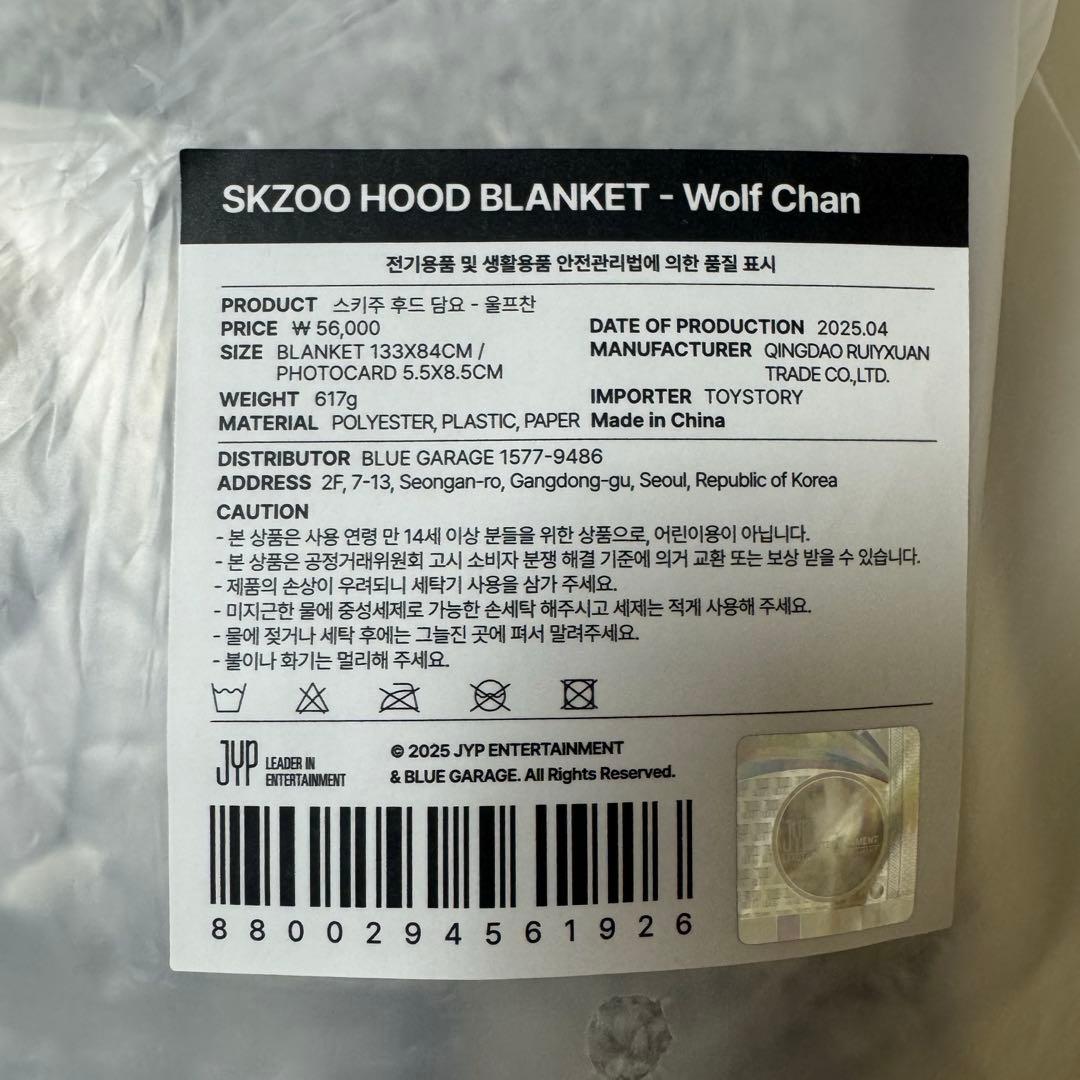 SKZOO HOOD BLANKET - Wolf Chan
전기용품 및 생활용품 안전관리법에 의한 품질 표시
PRODUCT 스키주 후드 담요 - 울프찬
PRICE ₩ 56,000
SIZE BLANKET 133X84CM /
PHOTOCARD 5.5X8.5CM
WEIGHT 617g
MATERIAL POLYESTER, PLASTIC, PAPER
DATE OF PRODUCTION 2025.04
MANUFACTURER QINGDAO RUIYXUAN
TRADE CO.,LTD.
IMPORTER TOYSTORY
Made in China
DISTRIBUTOR BLUE GARAGE 1577-9486
ADDRESS 2F, 7-13, Seongan-ro, Gangdong-gu, Seoul, Republic of Korea
CAUTION
- 본 상품은 사용 연령 만 14세 이상 분들을 위한 상품으로, 어린이용이 아닙니다.
- 본 상품은 공정거래위원회 고시 소비자 분쟁 해결 기준에 의거 교환 또는 보상 받을 수 있습니다.
- 제품의 손상이 우려되니 세탁기 사용을 삼가 주세요.
- 미지근한 물에 중성세제로 가능한 손세탁 해주시고 세제는 적게 사용해 주세요.
- 물에 젖거나 세탁 후에는 그늘진 곳에 펴서 말려주세요.
- 불이나 화기는 멀리해 주세요.
JYP LEADER IN
ENTERTAINMENT
© 2025 JYP ENTERTAINMENT
& BLUE GARAGE. All Rights Reserved.
8800294561926
JYP